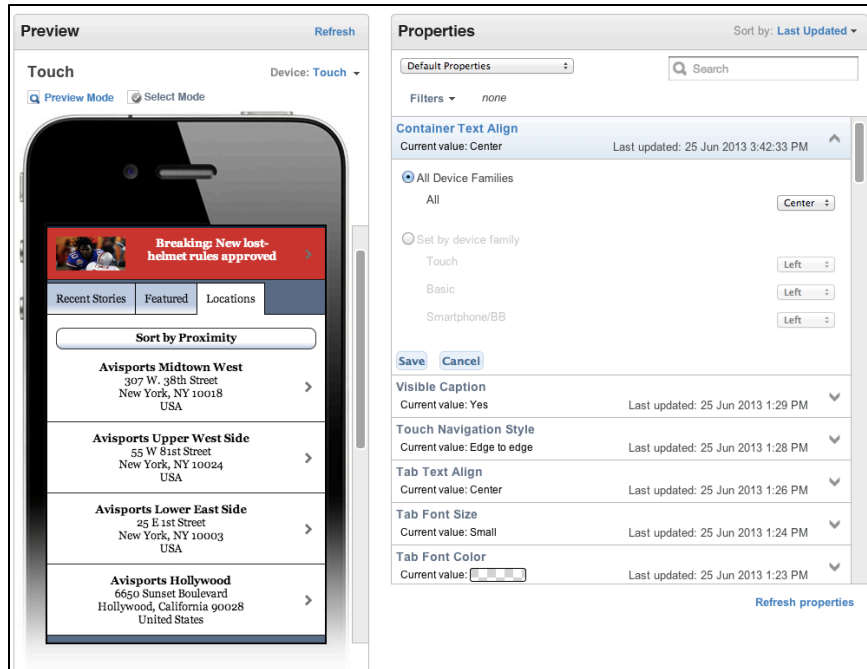 Preview
Refresh
Touch
Device: Touch
Preview Mode
Select Mode
Breaking: New lost-
helmet rules approved
Recent Stories
Featured
Locations
Sort by Proximity
Avisports Midtown West
307 W. 38th Street
New York, NY 10018
USA
Avisports Upper West Side
55 W 81st Street
New York, NY 10024
USA
Avisports Lower East Side
25 E 1st Street
New York, NY 10003
USA
Avisports Hollywood
6650 Sunset Boulevard
Hollywood, California 90028
United States
Properties
Sort by: Last Updated
Default Properties
Search
Filters
none
Container Text Align
Current value: Center
Last updated: 25 Jun 2013 3:42:33 PM
All Device Families
All
Center
Set by device family
Touch
Left
Basic
Left
Smartphone/BB
Left
Save
Cancel
Visible Caption
Current value: Yes
Last updated: 25 Jun 2013 1:29 PM
Touch Navigation Style
Current value: Edge to edge
Last updated: 25 Jun 2013 1:28 PM
Tab Text Align
Current value: Center
Last updated: 25 Jun 2013 1:26 PM
Tab Font Size
Current value: Small
Last updated: 25 Jun 2013 1:24 PM
Tab Font Color
Current value:
Last updated: 25 Jun 2013 1:23 PM
Refresh properties